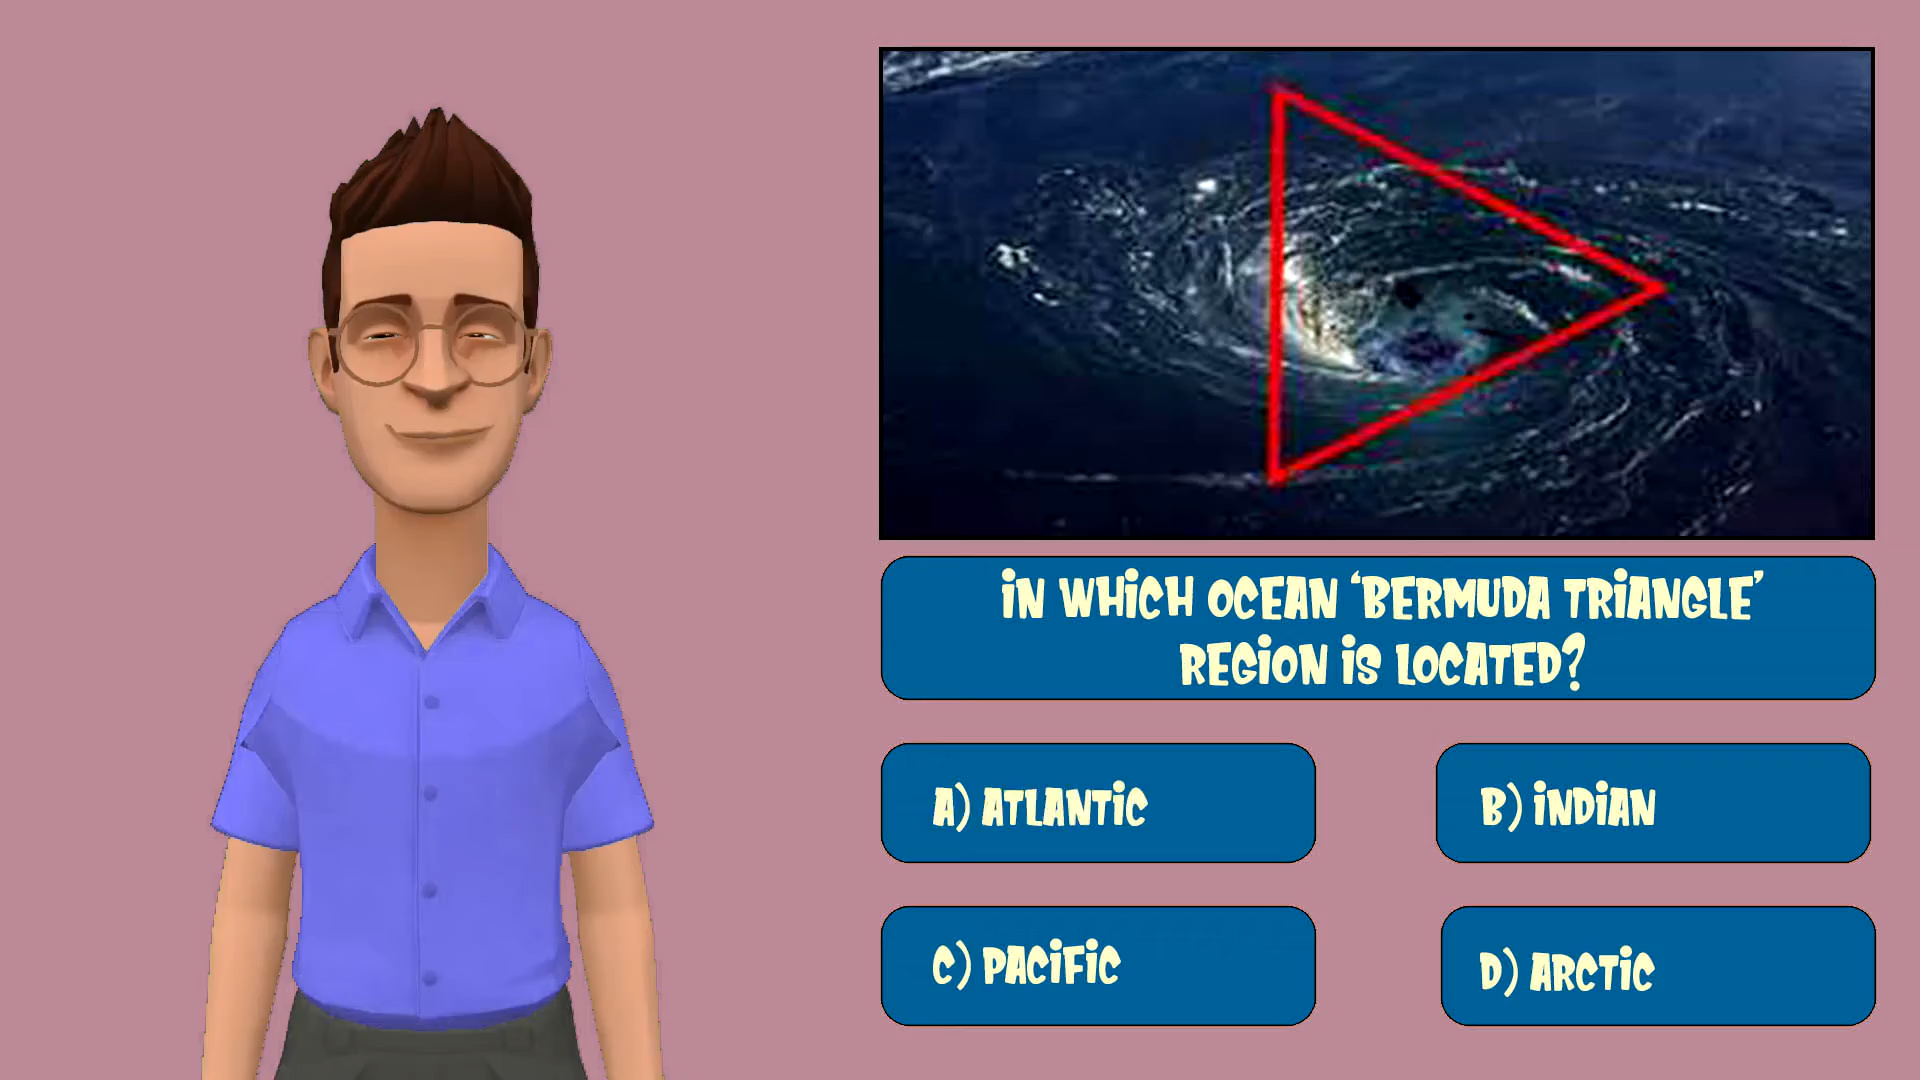 IN WHICH OCEAN ‘BERMUDA TRIANGLE’
REGION IS LOCATED?
A) ATLANTIC
B) INDIAN
C) PACIFIC
D) ARCTIC